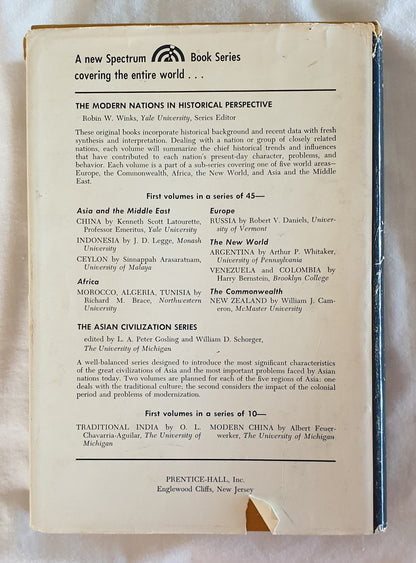 A new Spectrum Book Series
covering the entire world . . .
THE MODERN NATIONS IN HISTORICAL PERSPECTIVE
Robin W. Winks, Yale University, Series Editor
These original books incorporate historical background and recent data with fresh
synthesis and interpretation. Dealing with a nation or group of closely related
nations, each volume will summarize the chief historical trends and influences
that have contributed to each nation's present-day character, problems, and
behavior. Each volume is a part of a sub-series covering one of five world areas—
Europe, the Commonwealth, Africa, the New World, and Asia and the Middle
East.
First volumes in a series of 45—
Asia and the Middle East
CHINA by Kenneth Scott Latourette,
Professor Emeritus, Yale University
INDONESIA by J. D. Legge, Monash
University
CEYLON by Sinnappah Arasaratnam,
University of Malaya
Africa
MOROCCO, ALGERIA, TUNISIA by
Richard M. Brace, Northwestern
University
Europe
RUSSIA by Robert V. Daniels, Univer-
sity of Vermont
The New World
ARGENTINA by Arthur P. Whitaker,
University of Pennsylvania
VENEZUELA and COLOMBIA by
Harry Bernstein, Brooklyn College
The Commonwealth
NEW ZEALAND by William J. Cam-
eron, McMaster University
THE ASIAN CIVILIZATION SERIES
edited by L. A. Peter Gosling and William D. Schorger,
The University of Michigan
A well-balanced series designed to introduce the most significant characteristics
of the great civilizations of Asia and the most important problems faced by Asian
nations today. Two volumes are planned for each of the five regions of Asia: one
deals with the traditional culture, the second considers the impact of the colonial
period and problems of modernization.
First volumes in a series of 10—
TRADITIONAL INDIA by O. L.
Chavarria-Aguilar, The University of
Michigan
MODERN CHINA by Albert Feuer-
werker, The University of Michigan
PRENTICE-HALL, Inc.
Englewood Cliffs, New Jersey